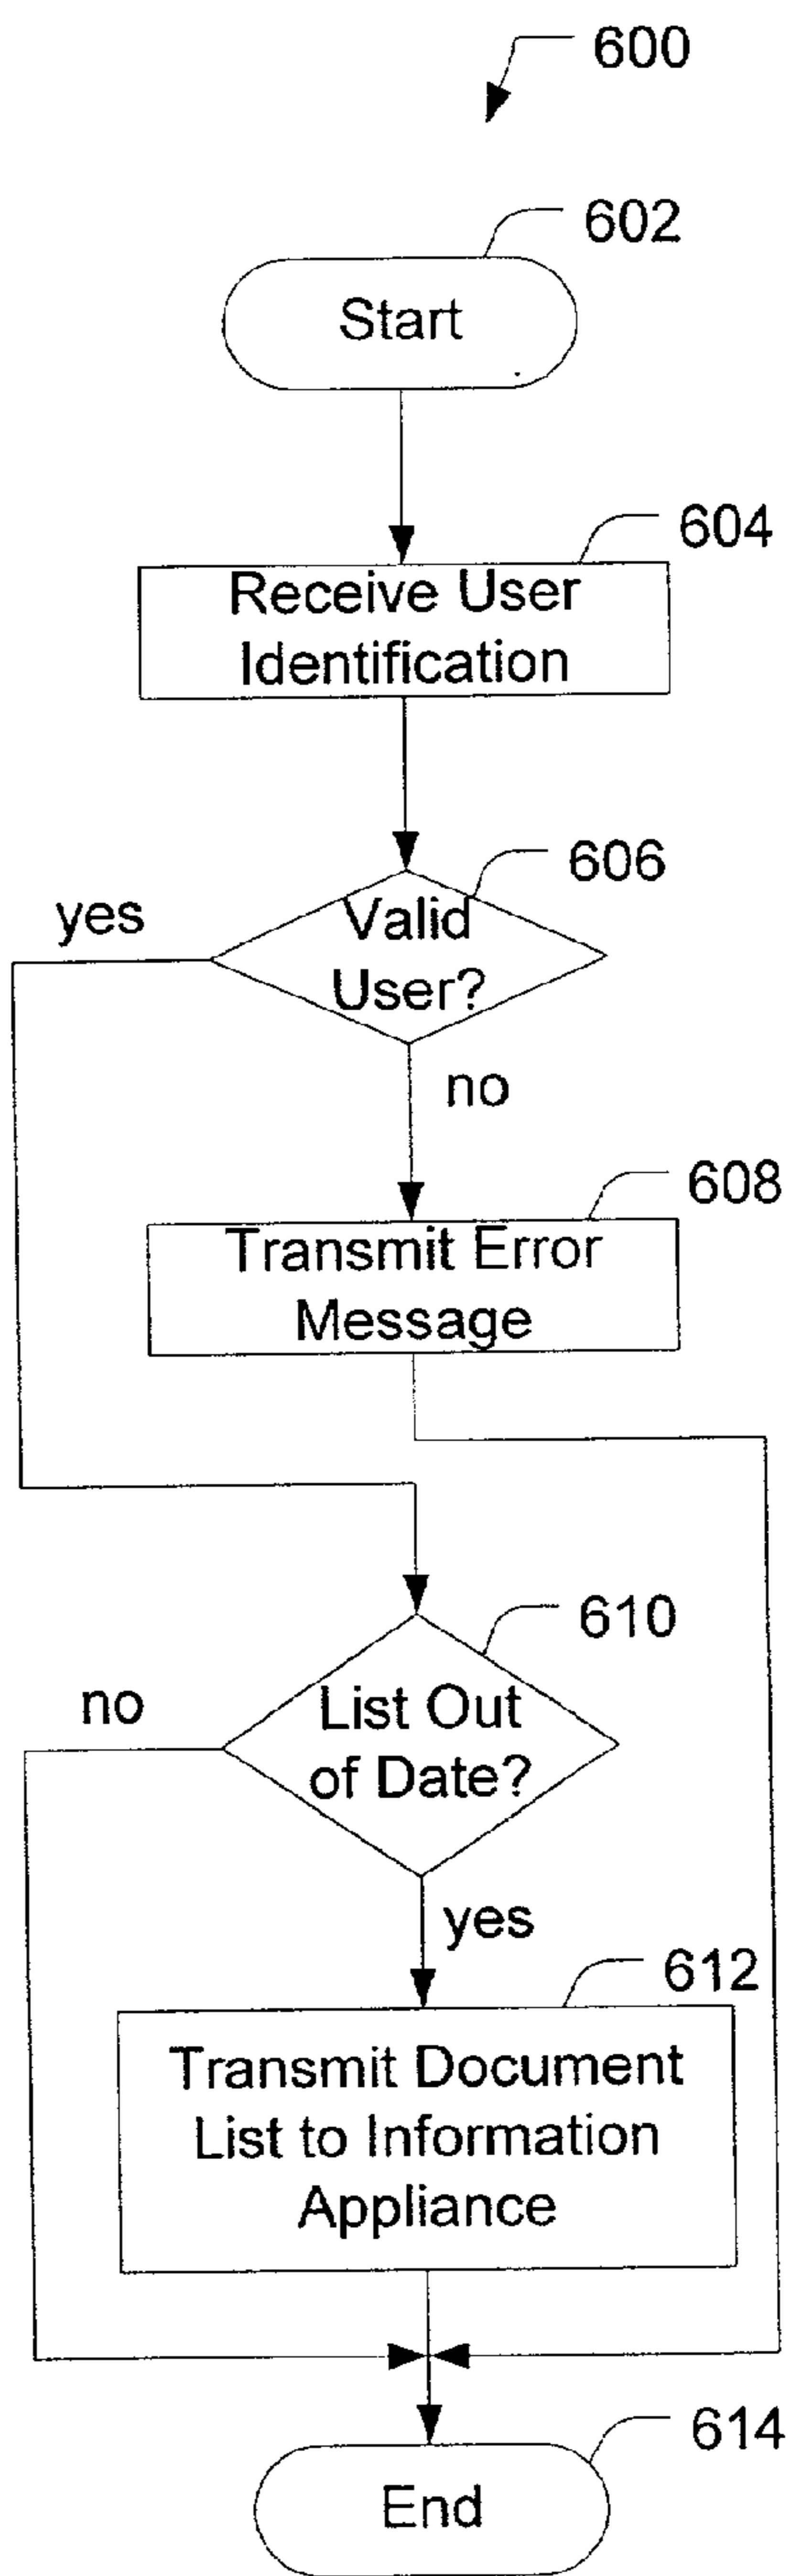 600
602
Start
604
Receive User
Identification
606
yes
Valid
User?
no
608
Transmit Error
Message
610
no
List Out
of Date?
yes
612
Transmit Document
List to Information
Appliance
614
End